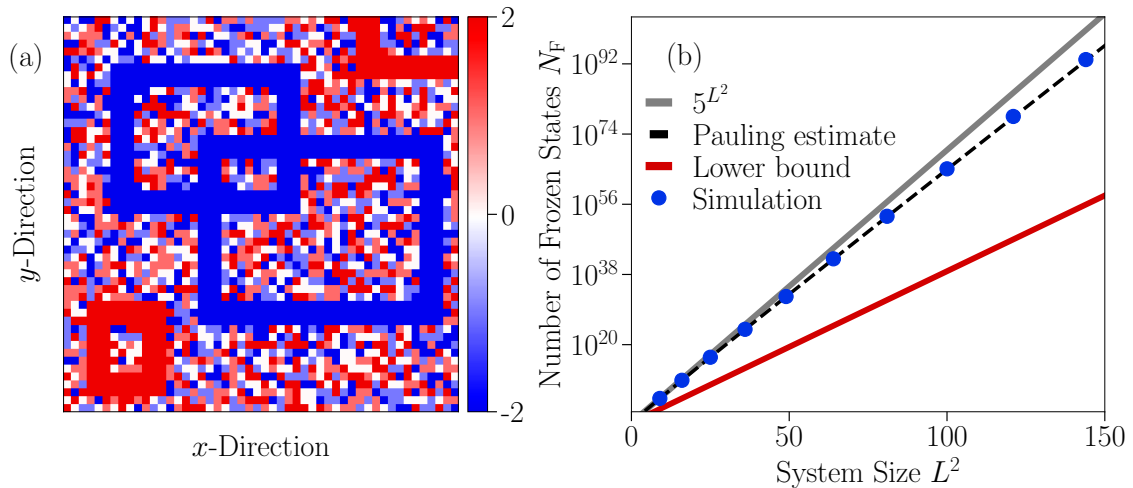 (a)
y-Direction
x-Direction
2
0
-2
(b)
Number of Frozen States N_F
10^92
10^74
10^56
10^38
10^20
5^{L^2}
Pauling estimate
Lower bound
Simulation
0
50
100
150
System Size L^2